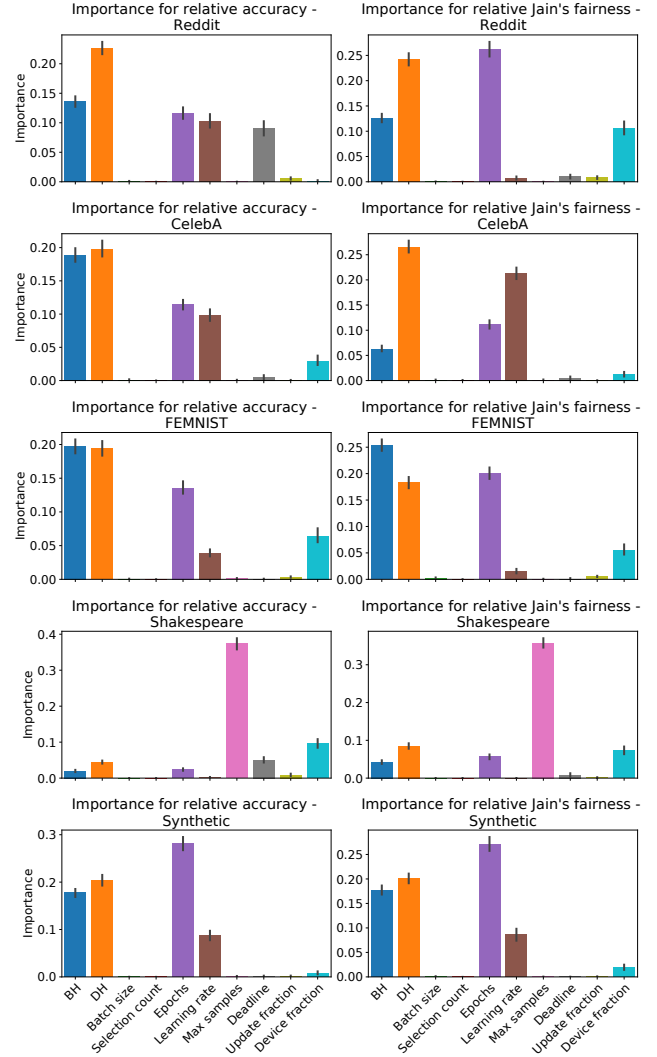 Importance for relative accuracy -
Reddit
Importance for relative Jain's fairness -
Reddit
Importance
0.20
0.15
0.10
0.05
0.00
0.25
0.20
0.15
0.10
0.05
0.00
Importance for relative accuracy -
CelebA
Importance for relative Jain's fairness -
CelebA
Importance
0.20
0.15
0.10
0.05
0.00
0.25
0.20
0.15
0.10
0.05
0.00
Importance for relative accuracy -
FEMNIST
Importance for relative Jain's fairness -
FEMNIST
Importance
0.20
0.15
0.10
0.05
0.00
0.25
0.20
0.15
0.10
0.05
0.00
Importance for relative accuracy -
Shakespeare
Importance for relative Jain's fairness -
Shakespeare
Importance
0.4
0.3
0.2
0.1
0.0
0.3
0.2
0.1
0.0
Importance for relative accuracy -
Synthetic
Importance for relative Jain's fairness -
Synthetic
Importance
0.3
0.2
0.1
0.0
0.25
0.20
0.15
0.10
0.05
0.00
BH
DH
Batch size
Selection count
Epochs
Learning rate
Max samples
Deadline
Update fraction
Device fraction
BH
DH
Batch size
Selection count
Epochs
Learning rate
Max samples
Deadline
Update fraction
Device fraction